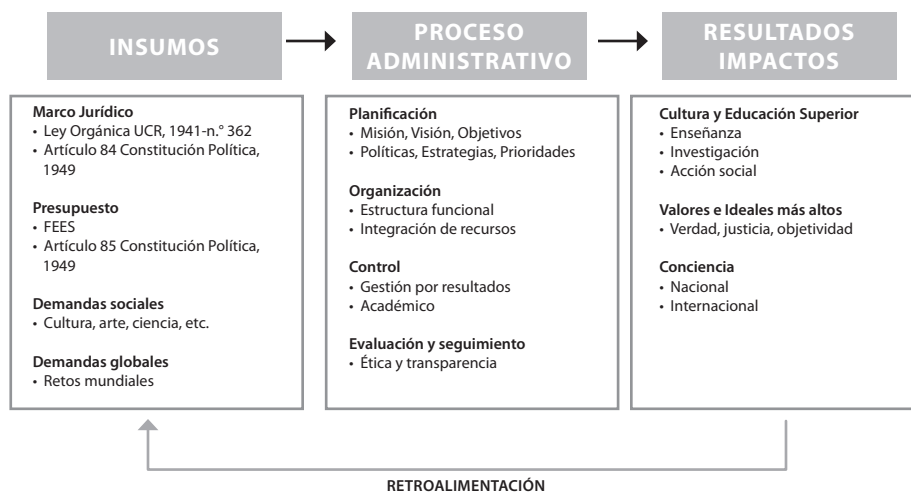 INSUMOS
PROCESO
ADMINISTRATIVO
RESULTADOS
IMPACTOS
Marco Jurídico
• Ley Orgánica UCR, 1941-n.° 362
• Artículo 84 Constitución Política,
1949
Presupuesto
• FEES
• Artículo 85 Constitución Política,
1949
Demandas sociales
• Cultura, arte, ciencia, etc.
Demandas globales
• Retos mundiales
Planificación
• Misión, Visión, Objetivos
• Políticas, Estrategias, Prioridades
Organización
• Estructura funcional
• Integración de recursos
Control
• Gestión por resultados
• Académico
Evaluación y seguimiento
• Ética y transparencia
Cultura y Educación Superior
• Enseñanza
• Investigación
• Acción social
Valores e Ideales más altos
• Verdad, justicia, objetividad
Conciencia
• Nacional
• Internacional
RETROALIMENTACIÓN